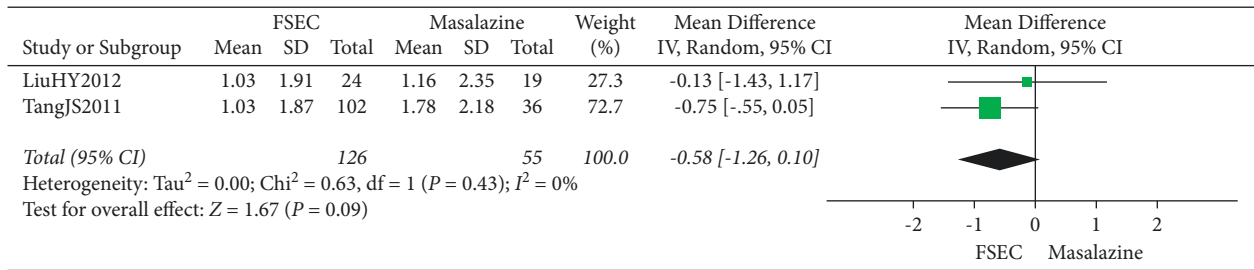 FSEC Masalazine Weight Mean Difference Mean Difference
Study or Subgroup Mean SD Total Mean SD Total (%) IV, Random, 95% CI IV, Random, 95% CI
LiuHY2012 1.03 1.91 24 1.16 2.35 19 27.3 -0.13 [-1.43, 1.17]
TangJS2011 1.03 1.87 102 1.78 2.18 36 72.7 -0.75 [-.55, 0.05]
Total (95% CI) 126 55 100.0 -0.58 [-1.26, 0.10]
Heterogeneity: Tau² = 0.00; Chi² = 0.63, df = 1 (P = 0.43); I² = 0%
Test for overall effect: Z = 1.67 (P = 0.09)
-2 -1 0 1 2
FSEC Masalazine